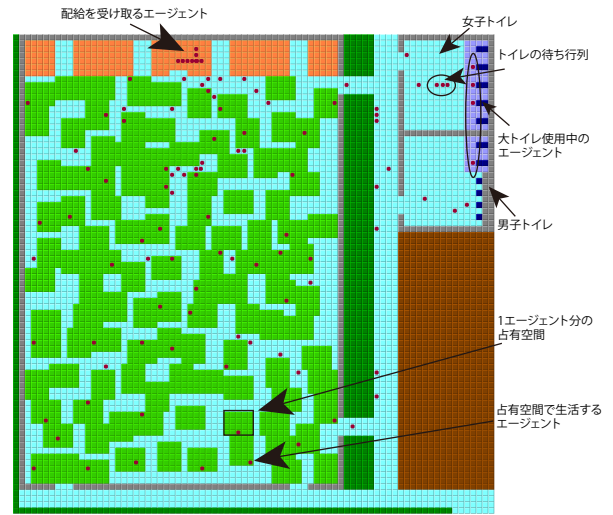 配給を受け取るエージェント
女子トイレ
トイレの待ち行列
大トイレ使用中の
エージェント
男子トイレ
1エージェント分の
占有空間
占有空間で生活する
エージェント